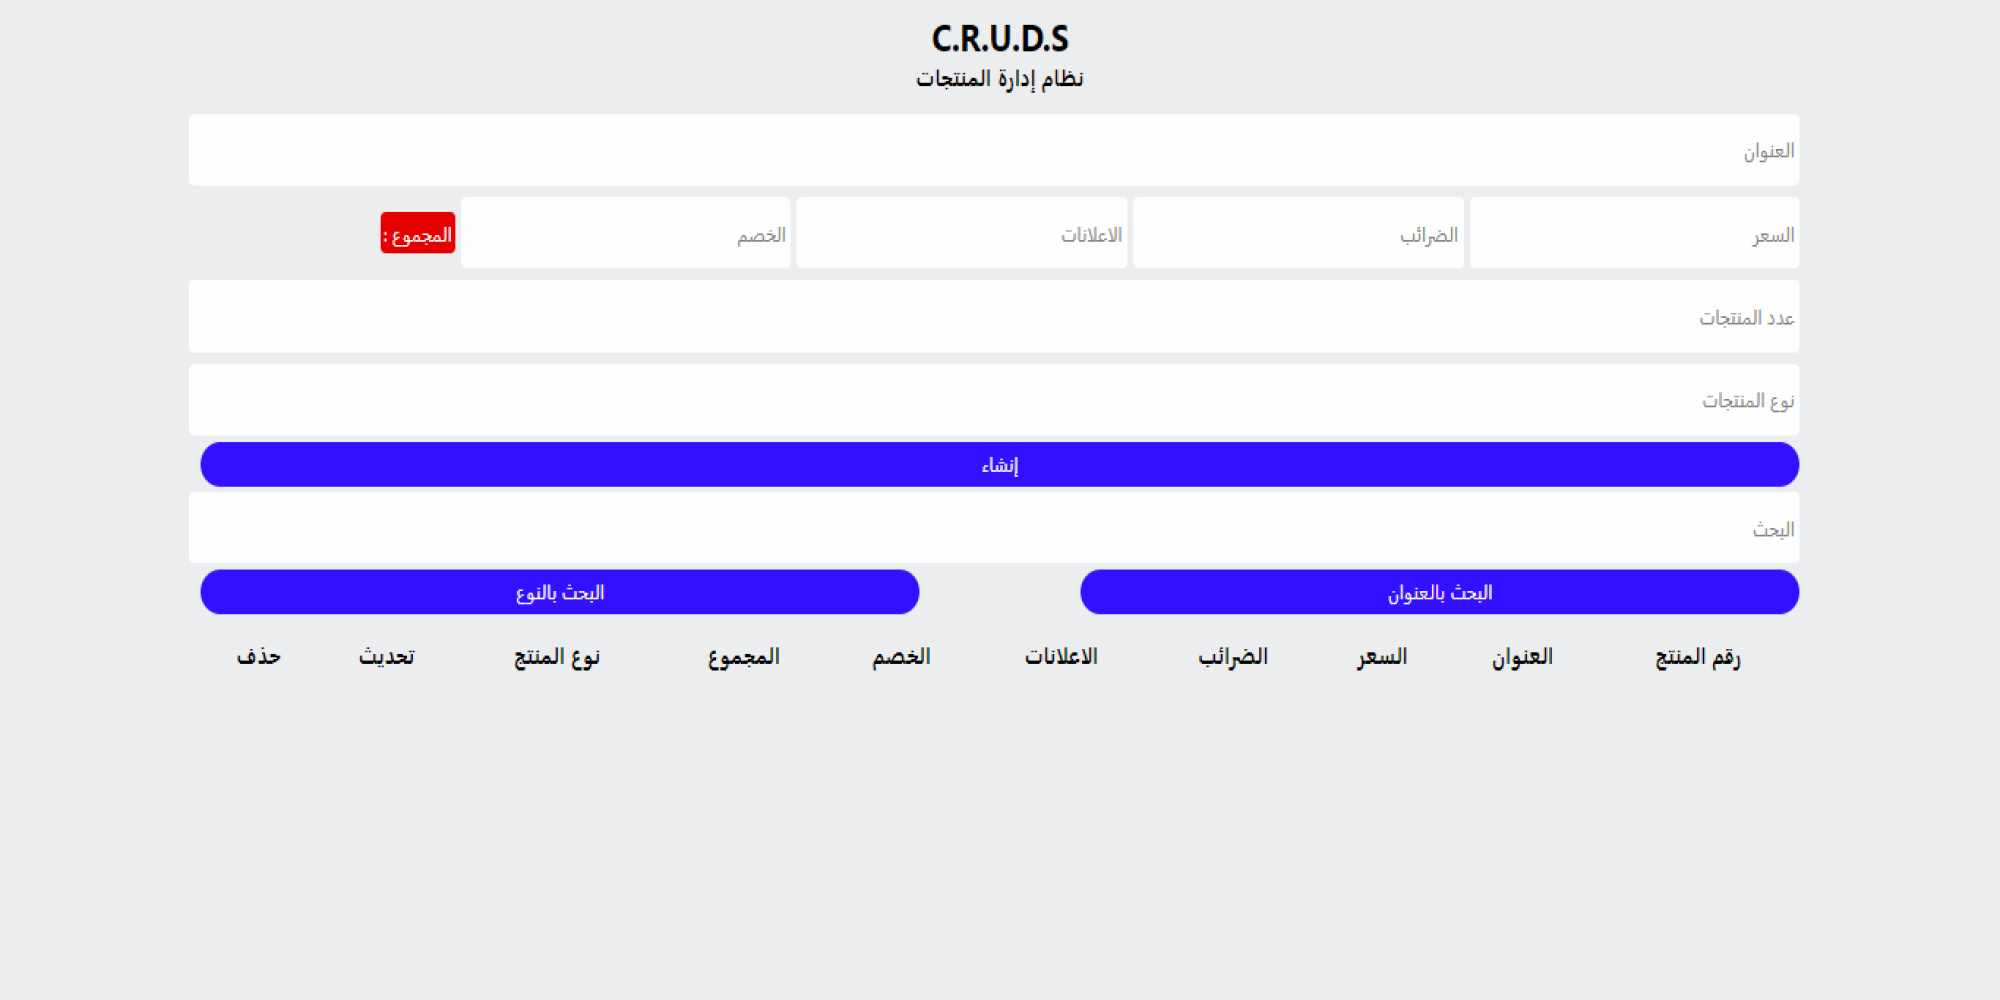 C.R.U.D.S
نظام إدارة المنتجات
العنوان
السعر الضرائب الاعلانات الخصم المجموع :
عدد المنتجات
نوع المنتجات
إنشاء
البحث
البحث بالعنوان البحث بالنوع
رقم المنتج العنوان السعر الضرائب الاعلانات الخصم المجموع نوع المنتج تحديث حذف